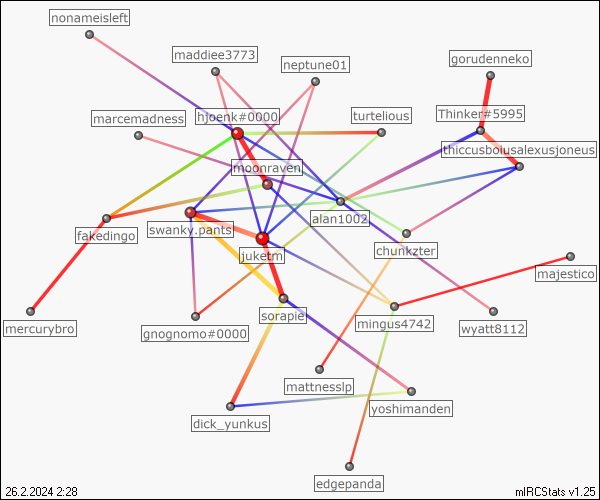 nonameisleft
maddiee3773
neptune01
gorudenneko
marcemadness
hjoenk#0000
turtelious
Thinker#5995
thiccusboiusalexusjoneus
moonraven
alan1002
fakedingo
swanky.pants
juketm
chunkzter
majestico
mercurybro
gnognomo#0000
sorapie
mingus4742
wyatt8112
mattnesslp
yoshimanden
dick_yunkus
edgepanda
26.2.2024 2:28
mIRCStats v1.25